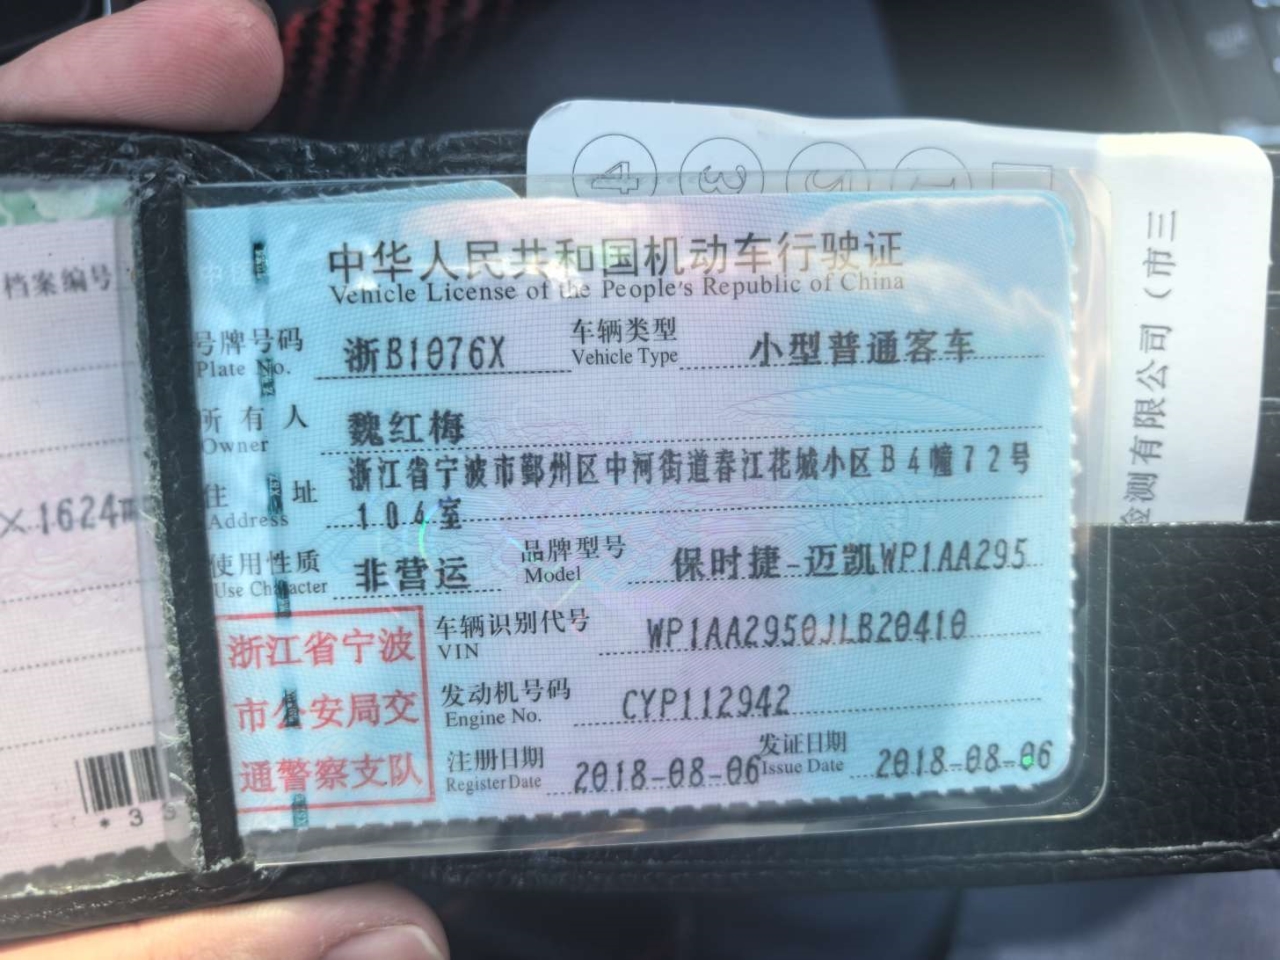 档案编号
×1624m
* 3
④ ③
检测有限公司（市三
中华人民共和国机动车行驶证
Vehicle License of the People's Republic of China
号牌号码 浙B1076X 车辆类型 小型普通客车
Plate No. Vehicle Type
所有人 魏红梅
Owner
住址 浙江省宁波市鄞州区中河街道春江花城小区B4幢72号
Address 104室
使用性质 非营运 品牌型号 保时捷-迈凯WP1AA295
Use Character Model
浙江省宁波
市公安局交
通警察支队
车辆识别代号 WP1AA2950JLB20410
VIN
发动机号码 CYP112942
Engine No.
注册日期 2018-08-06 发证日期 2018-08-06
Register Date Issue Date